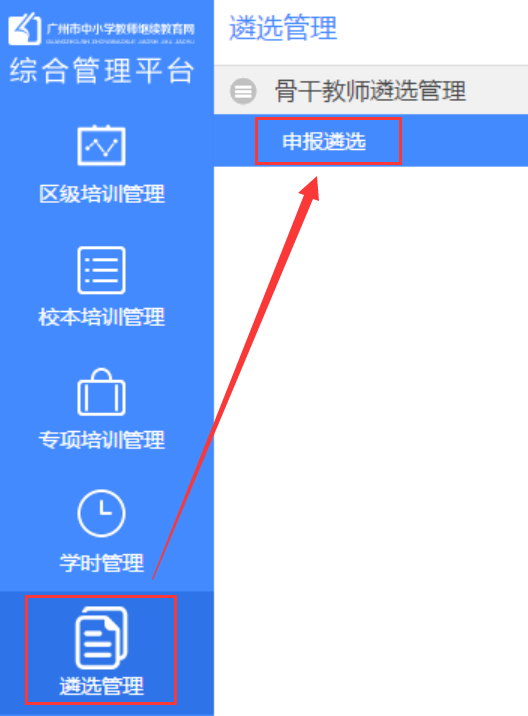 广州市中小学教师继续教育网
综合管理平台
区级培训管理
校本培训管理
专项培训管理
学时管理
遴选管理
遴选管理
骨干教师遴选管理
申报遴选